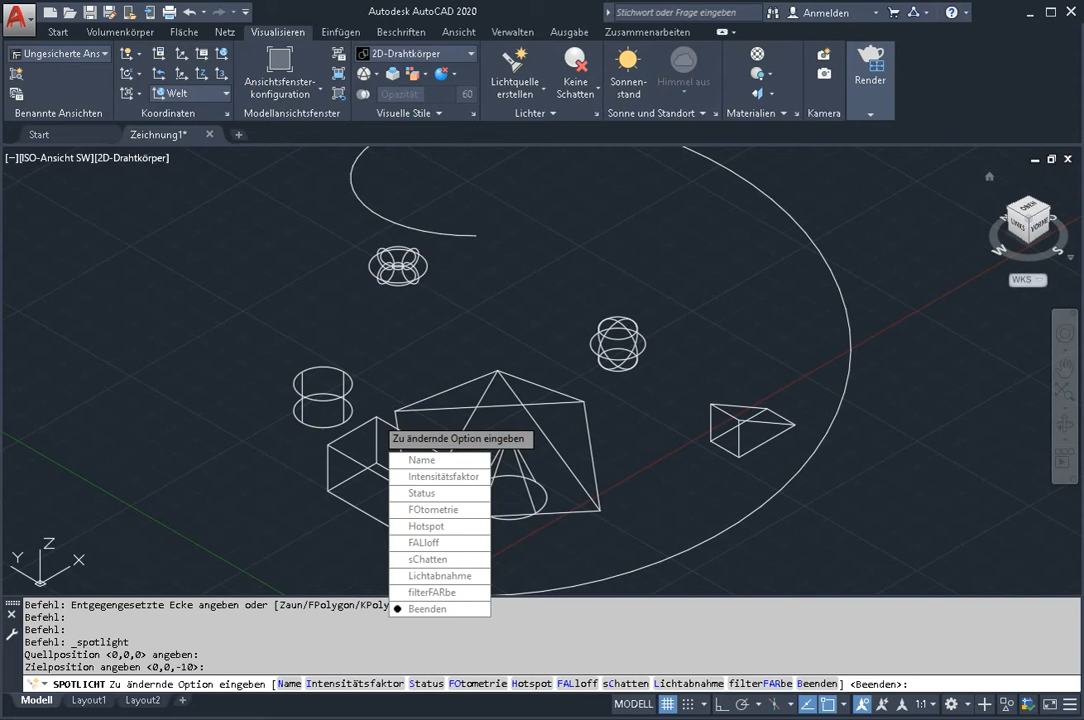 Autodesk AutoCAD 2020 Zeichnung1.dwg
Stichwort oder Frage eingeben
Anmelden
Start Volumenkörper Fläche Netz Visualisieren Einfügen Beschriften Ansicht Verwalten Ausgabe Zusammenarbeiten
Ungesicherte Ans
Welt
Ansichtsfenster-
konfiguration
2D-Drahtkörper
Opazität 60
Lichtquelle
erstellen
Keine
Schatten
Sonnen-
stand
Himmel aus
Render
Benannte Ansichten Koordinaten Modellansichtsfenster Visuelle Stile Lichter Sonne und Standort Materialien Kamera
Start Zeichnung1*
[−][ISO-Ansicht SW][2D-Drahtkörper]
OBEN
LINKS
VORNE
N
W
S
WKS
Zu ändernde Option eingeben
Name
Intensitätsfaktor
Status
FOtometrie
Hotspot
FALloff
sChatten
Lichtabnahme
filterFARbe
Beenden
Z
Y
X
Befehl: Entgegengesetzte Ecke angeben oder [Zaun/FPolygon/KPoly
Befehl:
Befehl:
Befehl: _spotlight
Quellposition <0,0,0> angeben:
Zielposition angeben <0,0,-10>:
SPOTLICHT Zu ändernde Option eingeben [Name Intensitätsfaktor Status FOtometrie Hotspot FALloff sChatten Lichtabnahme filterFARbe Beenden] <Beenden>:
Modell Layout1 Layout2 +
MODELL 1:1